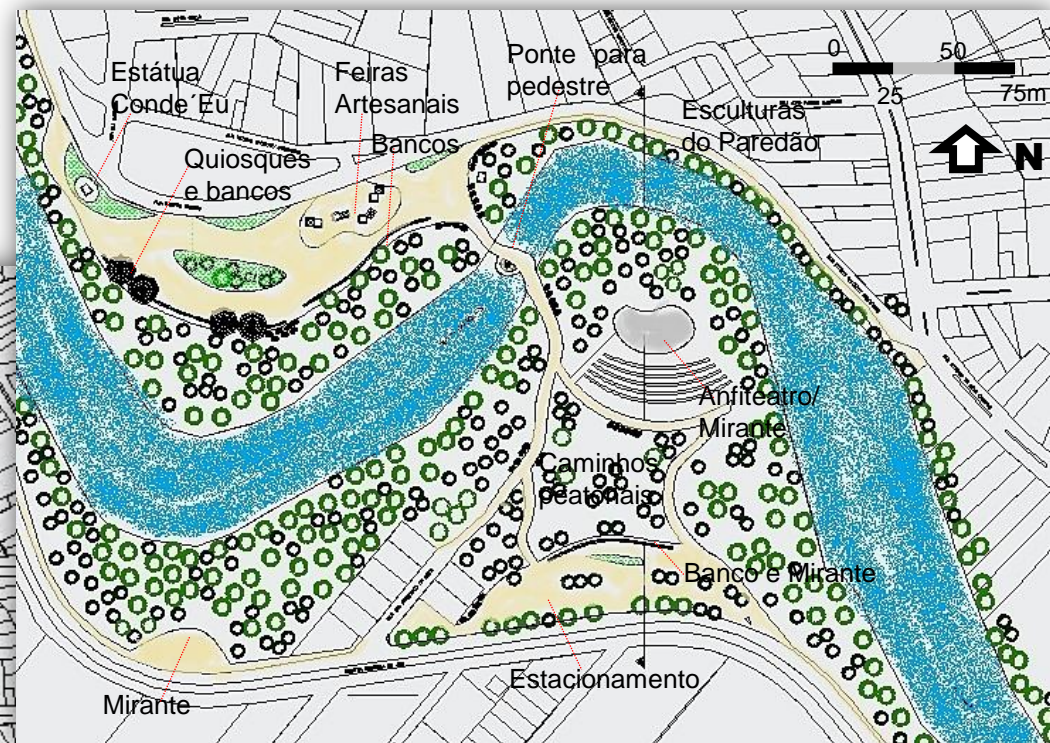 Estátua
Conde´Eu
Feiras
Artesanais
Ponte para
pedestre
Quiosques
e bancos
Bancos
Esculturas
do Paredão
0
50
25
75m
N
Anfiteatro/
Mirante
Caminhos
peatonais
Banco e Mirante
Estacionamento
Mirante